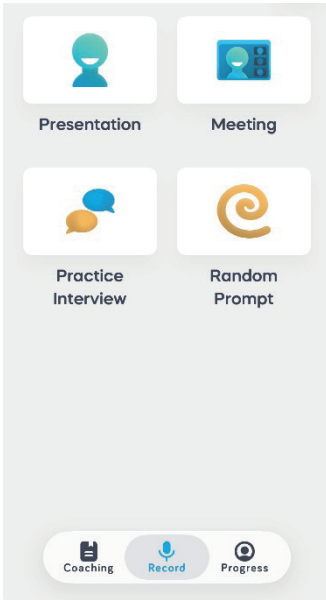 Presentation
Meeting
Practice
Interview
Random
Prompt
Coaching
Record
Progress